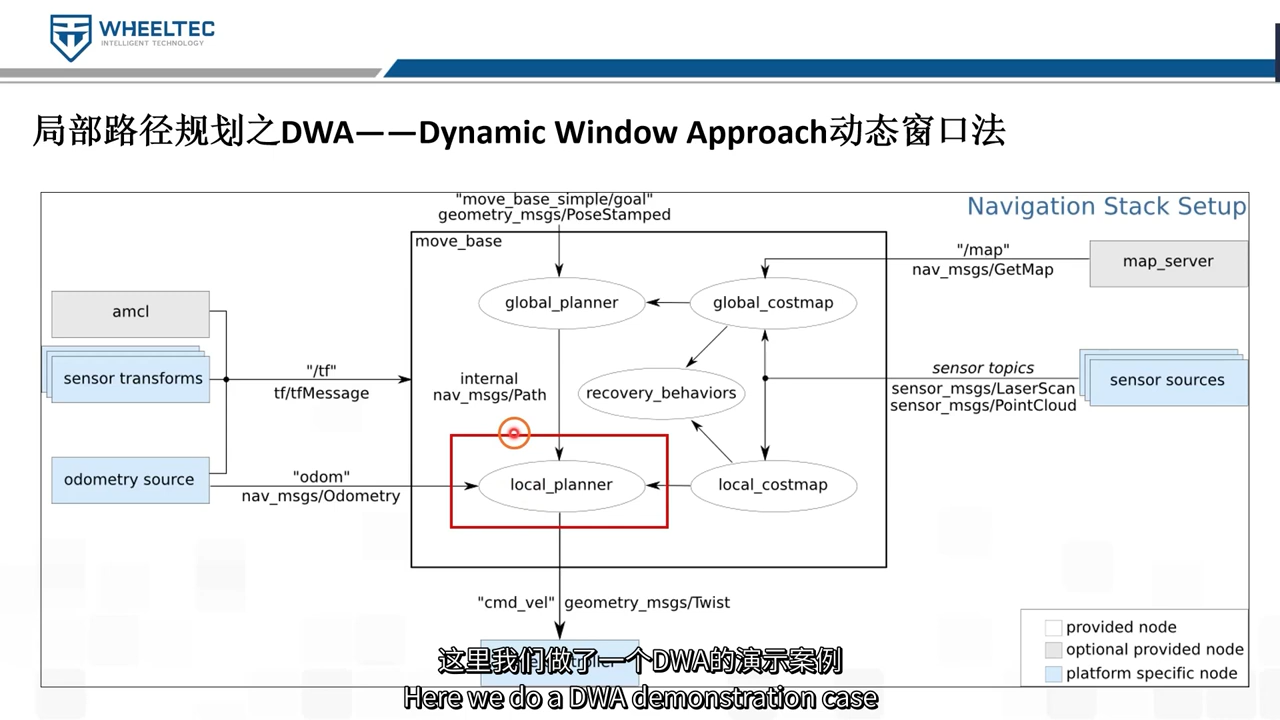 WHEELTEC
INTELLIGENT TECHNOLOGY
局部路径规划之DWA——Dynamic Window Approach动态窗口法
Navigation Stack Setup
"move_base_simple/goal"
geometry_msgs/PoseStamped
move_base
"/map"
nav_msgs/GetMap
map_server
global_planner
global_costmap
amcl
sensor transforms
"/tf"
tf/tfMessage
internal
nav_msgs/Path
recovery_behaviors
sensor topics
sensor_msgs/LaserScan
sensor_msgs/PointCloud
sensor sources
odometry source
"odom"
nav_msgs/Odometry
local_planner
local_costmap
"cmd_vel"
geometry_msgs/Twist
provided node
optional provided node
platform specific node
这里我们做了一个DWA的演示案例
Here we do a DWA demonstration case